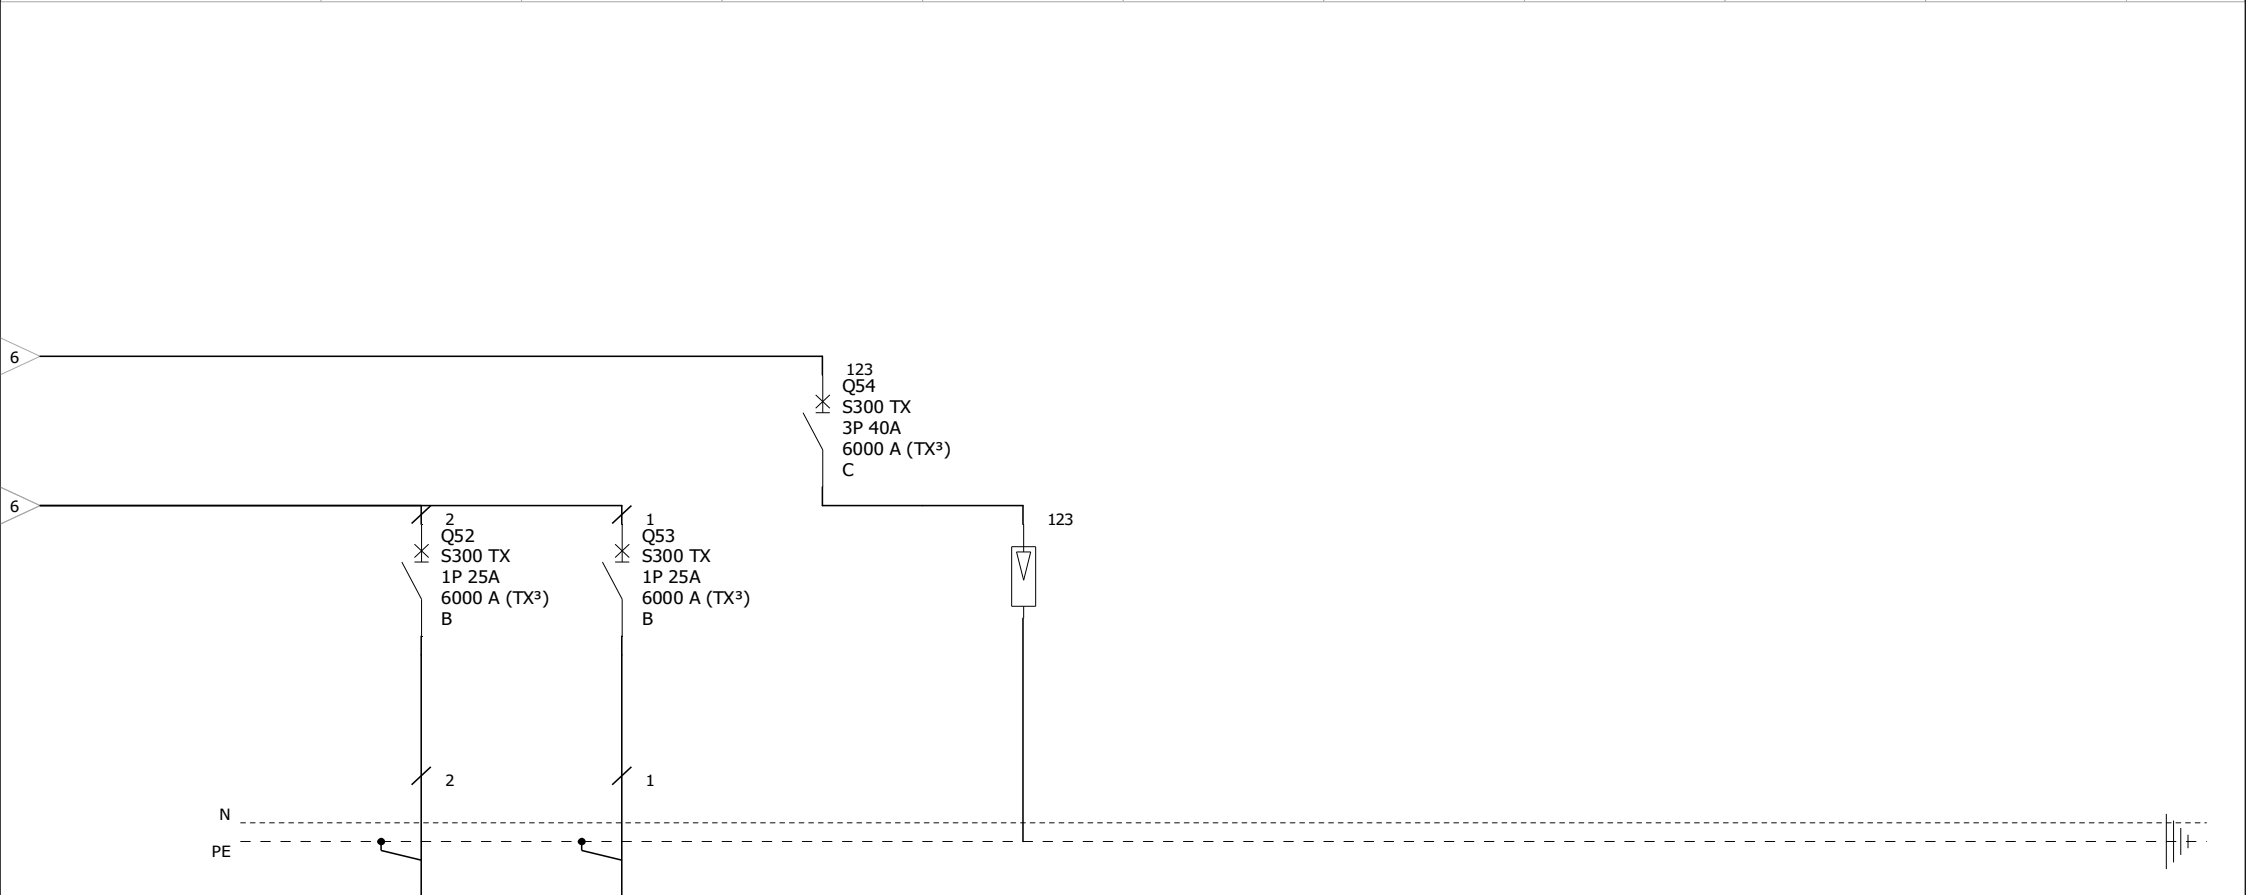 6
123
Q54
S300 TX
3P 40A
6000 A (TX³)
C
6
2
Q52
S300 TX
1P 25A
6000 A (TX³)
B
1
Q53
S300 TX
1P 25A
6000 A (TX³)
B
123
2
1
N
PE